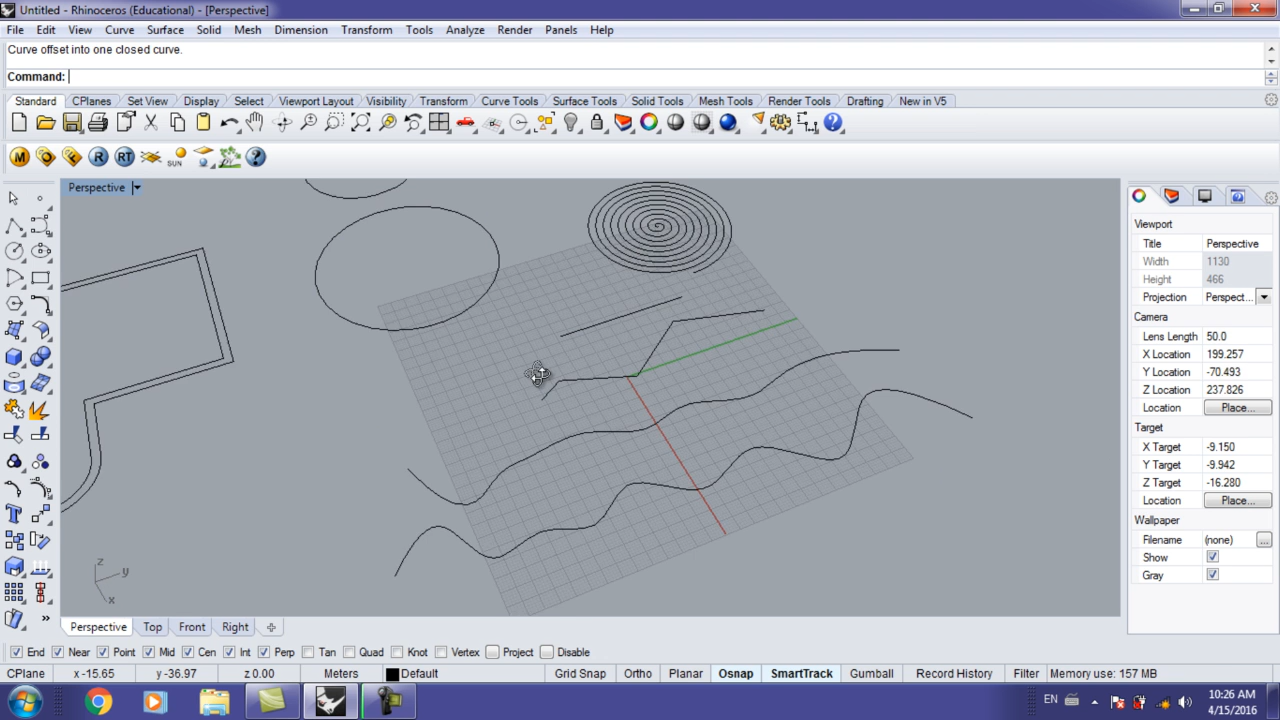 Untitled - Rhinoceros (Educational) - [Perspective]
File Edit View Curve Surface Solid Mesh Dimension Transform Tools Analyze Render Panels Help
Curve offset into one closed curve.
Command:
Standard CPlanes Set View Display Select Viewport Layout Visibility Transform Curve Tools Surface Tools Solid Tools Mesh Tools Render Tools Drafting New in V5
M R RT SUN
Perspective
Viewport
Title Perspective
Width 1130
Height 466
Projection Perspect...
Camera
Lens Length 50.0
X Location 199.257
Y Location -70.493
Z Location 237.826
Location Place...
Target
X Target -9.150
Y Target -9.942
Z Target -16.280
Location Place...
Wallpaper
Filename (none) ...
Show
Gray
z
y
x
Perspective Top Front Right
End Near Point Mid Cen Int Perp Tan Quad Knot Vertex Project Disable
CPlane x -15.65 y -36.97 z 0.00 Meters Default Grid Snap Ortho Planar Osnap SmartTrack Gumball Record History Filter Memory use: 157 MB
EN 10:26 AM
4/15/2016